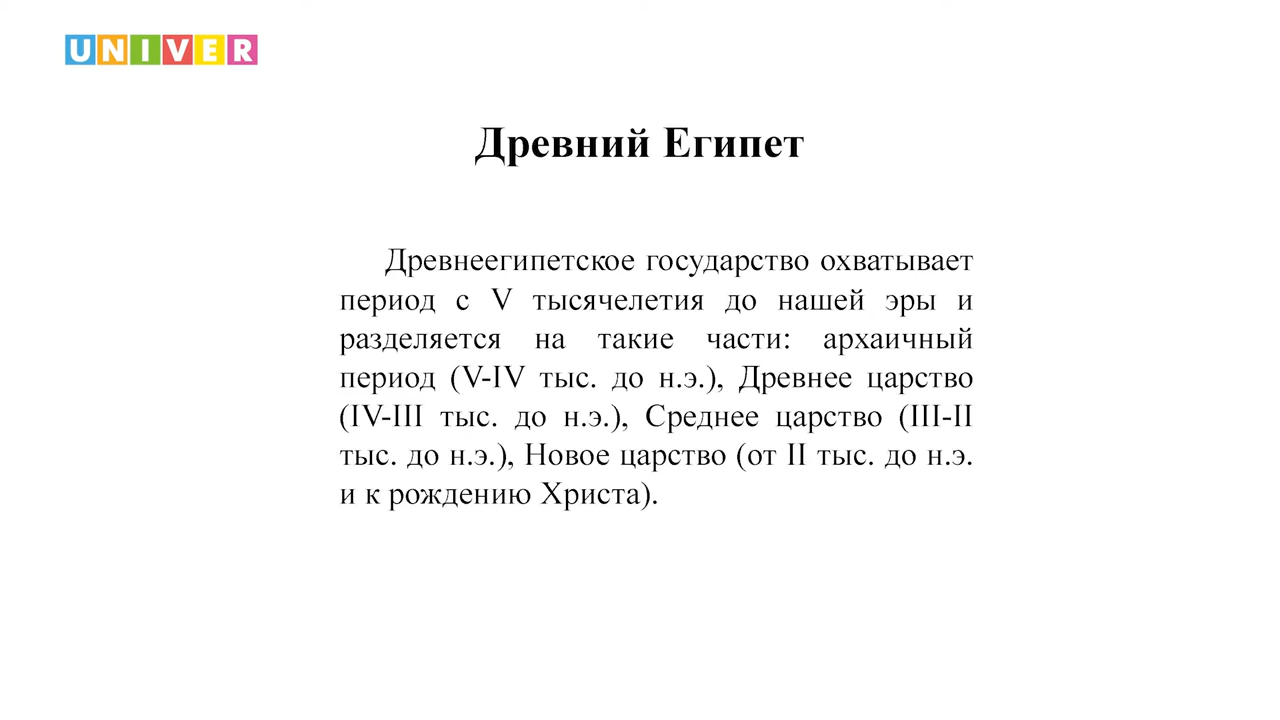 UNIVER
Древний Египет
Древнеегипетское государство охватывает
период с V тысячелетия до нашей эры и
разделяется на такие части: архаичный
период (V-IV тыс. до н.э.), Древнее царство
(IV-III тыс. до н.э.), Среднее царство (III-II
тыс. до н.э.), Новое царство (от II тыс. до н.э.
и к рождению Христа).